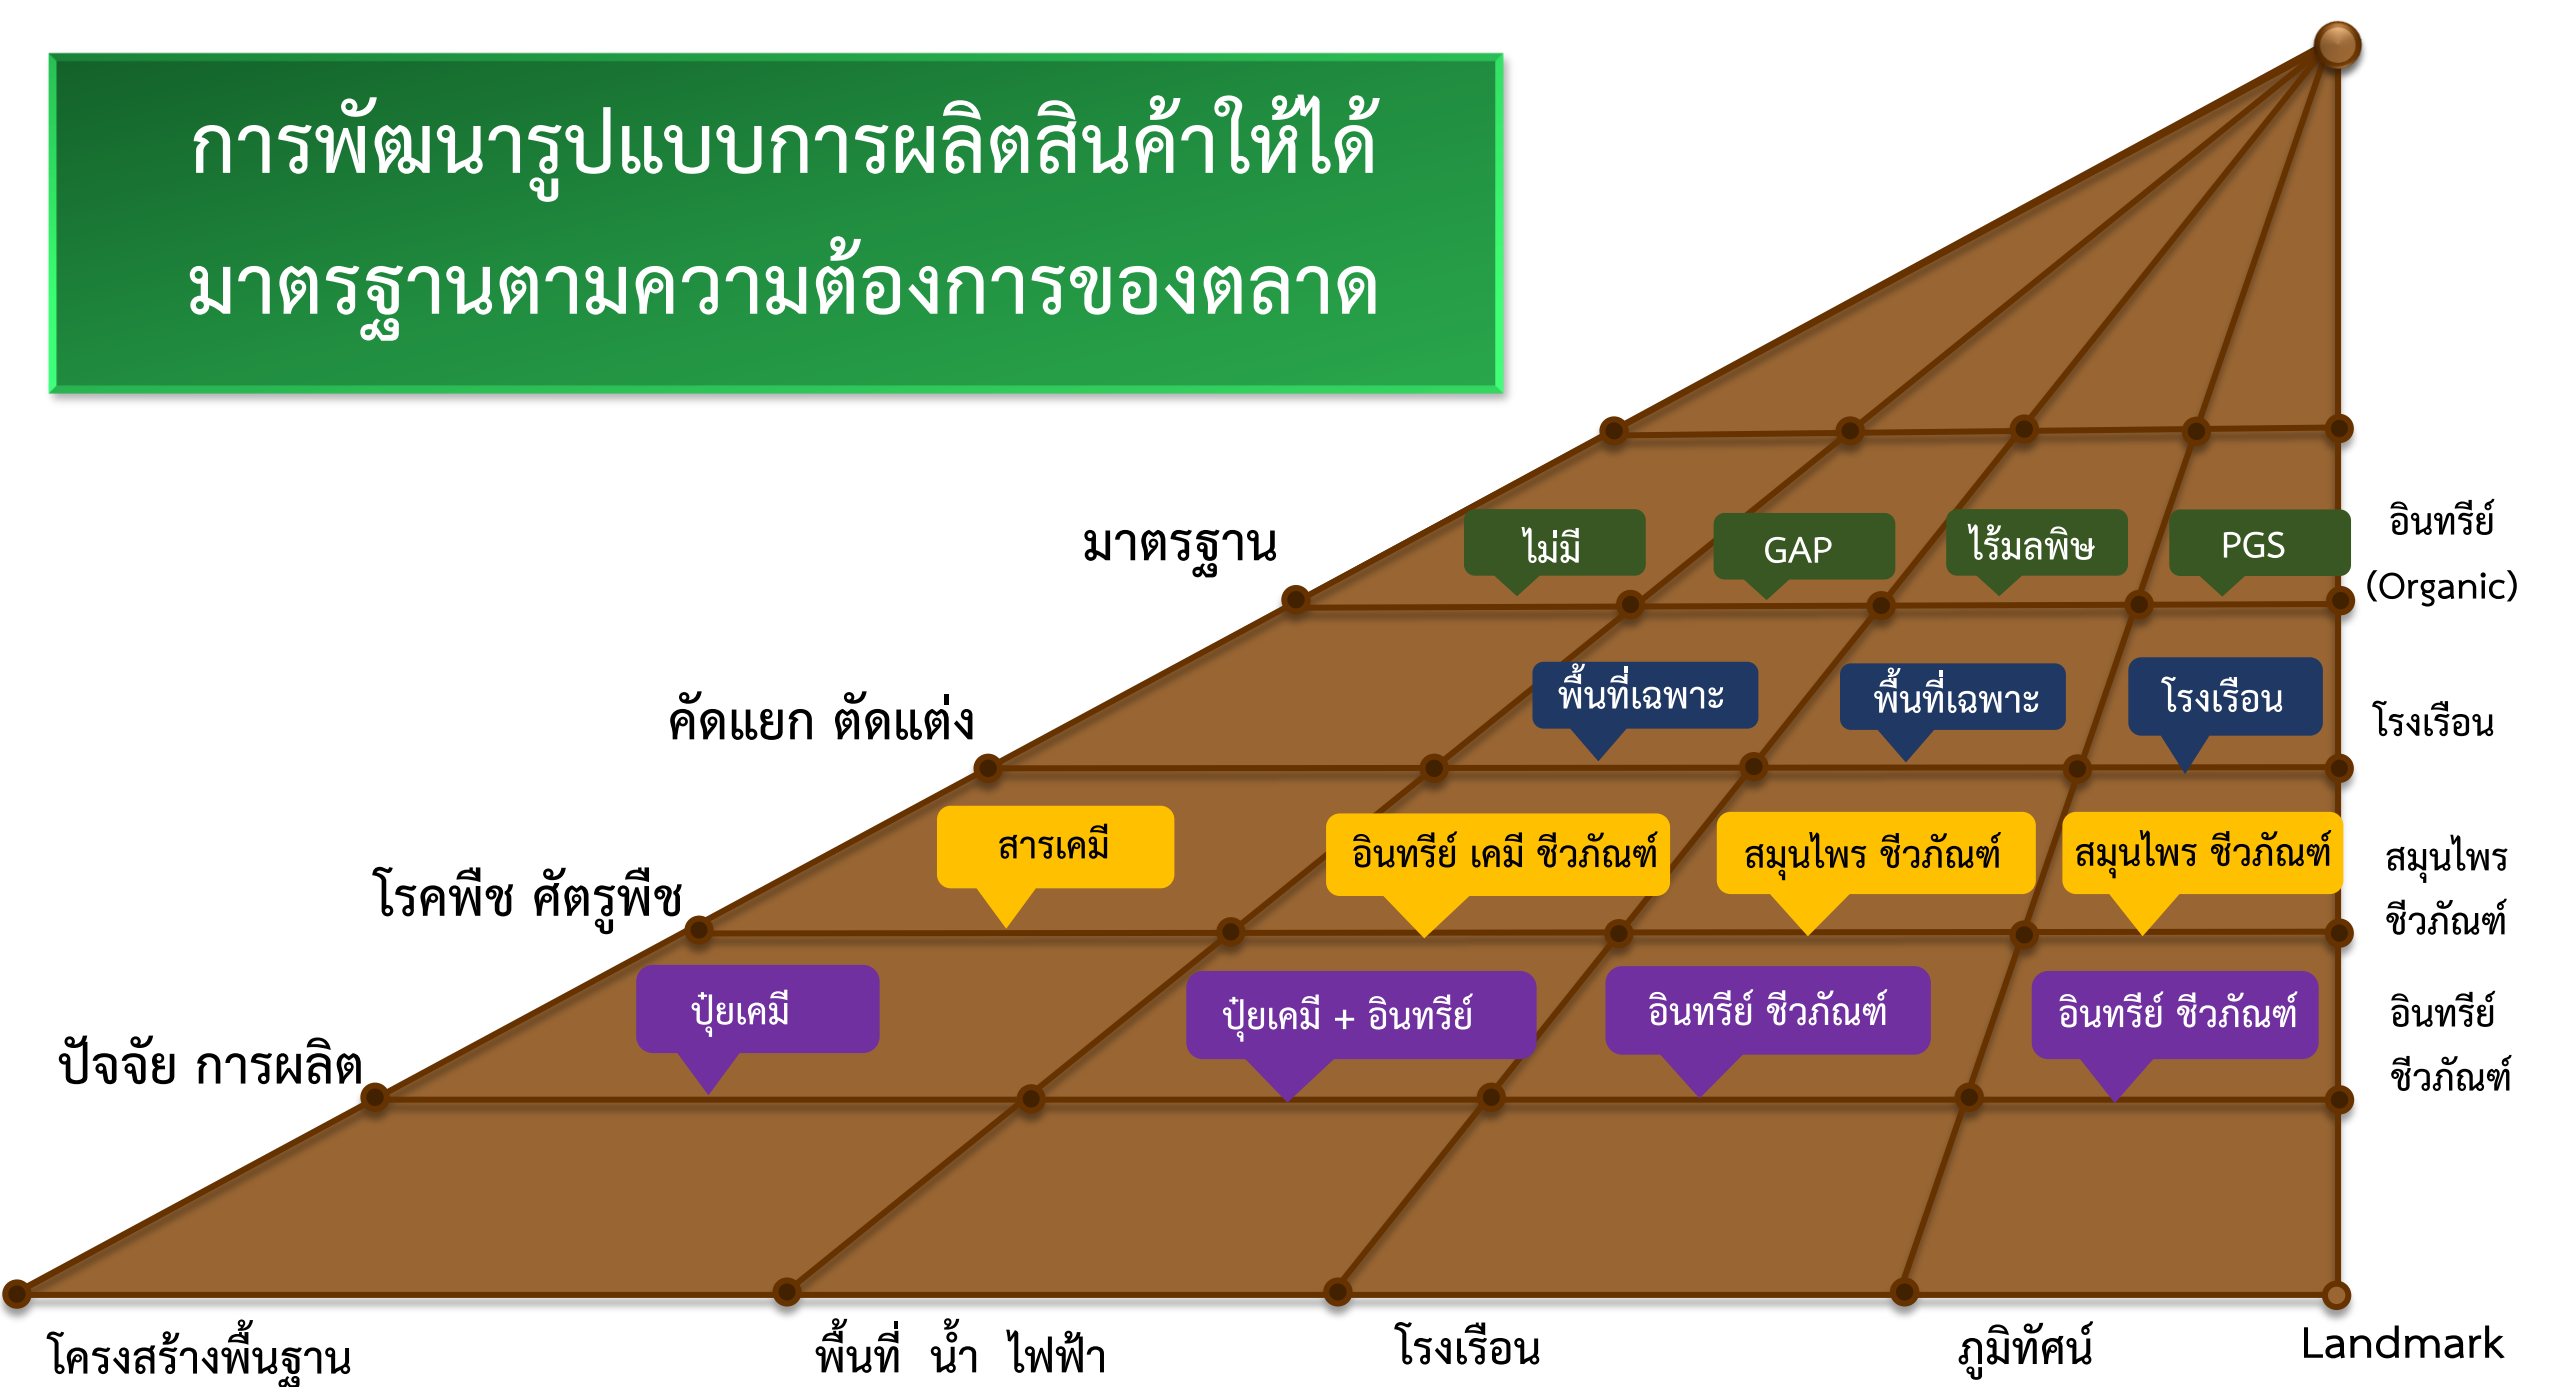 การพัฒนารูปแบบการผลิตสินค้าให้ได้
มาตรฐานตามความต้องการของตลาด
มาตรฐาน
ไม่มี
GAP
ไร้มลพิษ
PGS
อินทรีย์
(Organic)
คัดแยก ตัดแต่ง
พื้นที่เฉพาะ
พื้นที่เฉพาะ
โรงเรือน
โรงเรือน
โรคพืช ศัตรูพืช
สารเคมี
อินทรีย์ เคมี ชีวภัณฑ์
สมุนไพร ชีวภัณฑ์
สมุนไพร ชีวภัณฑ์
สมุนไพร
ชีวภัณฑ์
ปัจจัย การผลิต
ปุ๋ยเคมี
ปุ๋ยเคมี + อินทรีย์
อินทรีย์ ชีวภัณฑ์
อินทรีย์ ชีวภัณฑ์
อินทรีย์
ชีวภัณฑ์
โครงสร้างพื้นฐาน
พื้นที่ น้ำ ไฟฟ้า
โรงเรือน
ภูมิทัศน์
Landmark